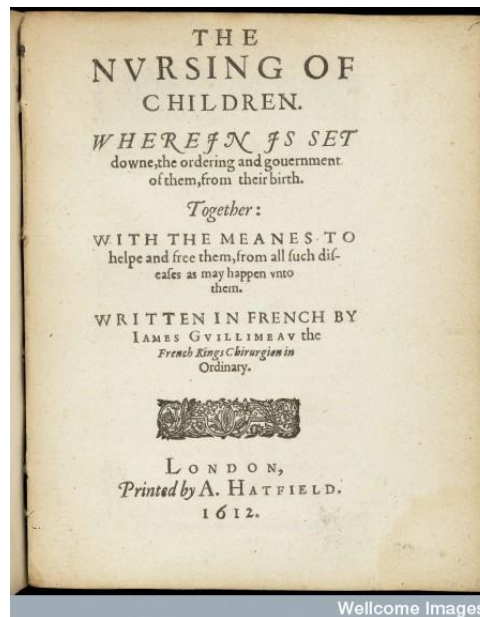 THE
NVRSING OF
CHILDREN.
WHEREIN IS SET
downe,the ordering and gouernment
of them,from their birth.
Together:
WITH THE MEANES TO
helpe and free them,from all ſuch diſ-
eaſes as may happen vnto
them.
WRITTEN IN FRENCH BY
IAMES GVILLIMEAV the
French Kings Chirurgion in
Ordinary.
LONDON,
Printed by A. HATFIELD.
1612.
Wellcome Images